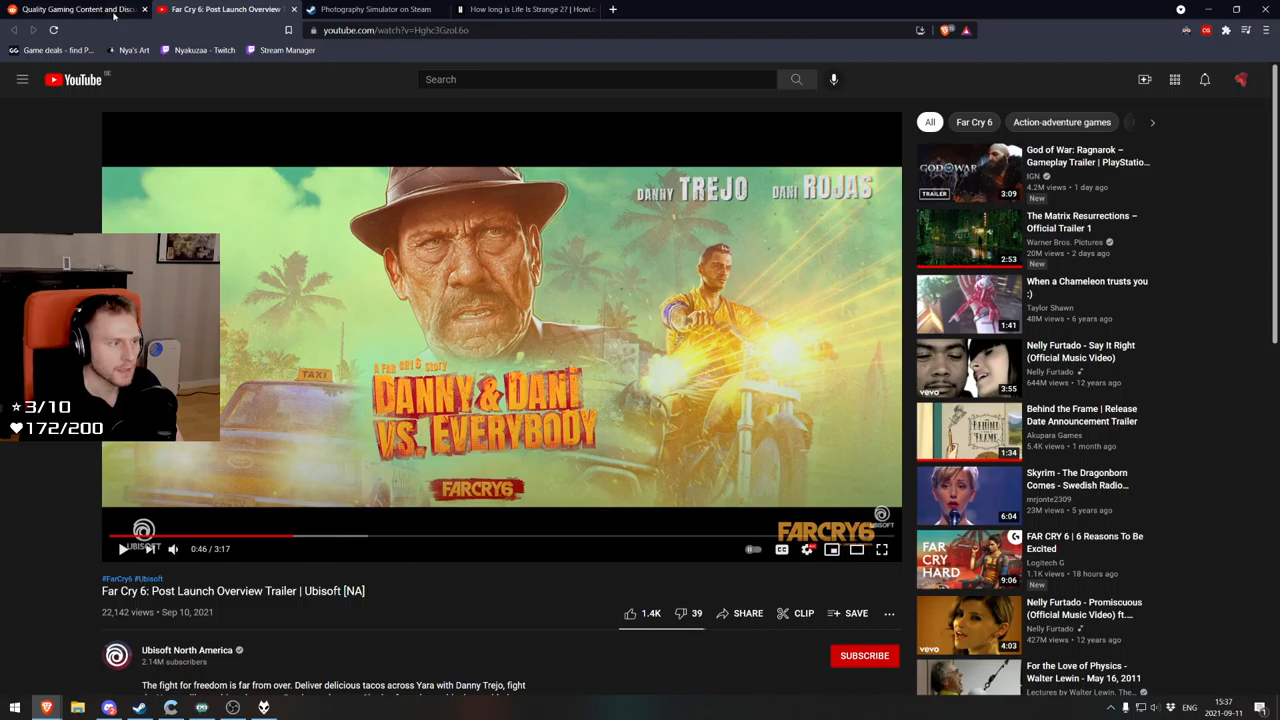 Quality Gaming Content and Discu
Far Cry 6: Post Launch Overview
Photography Simulator on Steam
How long is Life Is Strange 2? | HowLo
youtube.com/watch?v=Hghc3GzoL6o
Game deals - find P...
Nya's Art
Nyakuzaa - Twitch
Stream Manager
YouTube SE
Search
DANNY TREJO
DANI ROJAS
TAXI
A FAR CRY 6 STORY
DANNY & DANI
VS. EVERYBODY
FARCRY6
UBISOFT
FARCRY6
UBISOFT
0:46 / 3:17
3/10
172/200
#FarCry6 #Ubisoft
Far Cry 6: Post Launch Overview Trailer | Ubisoft [NA]
22,142 views • Sep 10, 2021
1.4K
39
SHARE
CLIP
SAVE
Ubisoft North America
2.14M subscribers
SUBSCRIBE
The fight for freedom is far from over. Deliver delicious tacos across Yara with Danny Trejo, fight
All
Far Cry 6
Action-adventure games
GOD OF WAR
TRAILER
3:09
God of War: Ragnarok –
Gameplay Trailer | PlayStatio...
IGN
4.2M views • 1 day ago
New
2:53
The Matrix Resurrections –
Official Trailer 1
Warner Bros. Pictures
20M views • 2 days ago
New
1:41
When a Chameleon trusts you
:)
Taylor Shawn
48M views • 6 years ago
vevo
3:55
Nelly Furtado - Say It Right
(Official Music Video)
Nelly Furtado
644M views • 12 years ago
BEHIND
THE
FRAME
1:34
Behind the Frame | Release
Date Announcement Trailer
Akupara Games
5.4K views • 1 month ago
6:04
Skyrim - The Dragonborn
Comes - Swedish Radio...
mrjonte2309
23M views • 5 years ago
FAR
CRY
HARD
9:06
FAR CRY 6 | 6 Reasons To Be
Excited
Logitech G
1.1K views • 18 hours ago
New
vevo
4:03
Nelly Furtado - Promiscuous
(Official Music Video) ft....
Nelly Furtado
427M views • 12 years ago
For the Love of Physics -
Walter Lewin - May 16, 2011
Lectures by Walter Lewin. The...
ENG
15:37
2021-09-11